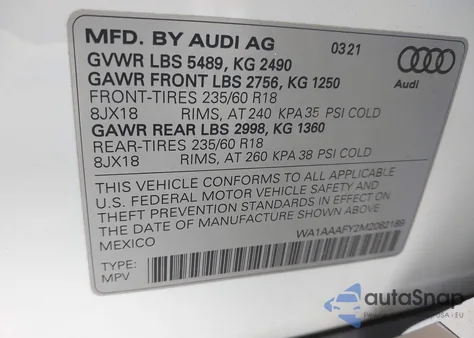 MFD. BY AUDI AG 03.21
GVWR LBS 5489, KG 2490
GAWR FRONT LBS 2756, KG 1250
Audi
FRONT-TIRES 235/60 R18
8JX18 RIMS, AT 240 KPA 35 PSI COLD
GAWR REAR LBS 2998, KG 1360
REAR-TIRES 235/60 R18
8JX18 RIMS, AT 260 KPA 38 PSI COLD
THIS VEHICLE CONFORMS TO ALL APPLICABLE
U.S. FEDERAL MOTOR VEHICLE SAFETY AND
THEFT PREVENTION STANDARDS IN EFFECT ON
THE DATE OF MANUFACTURE SHOWN ABOVE.
MEXICO
TYPE:
MPV
autoSnap